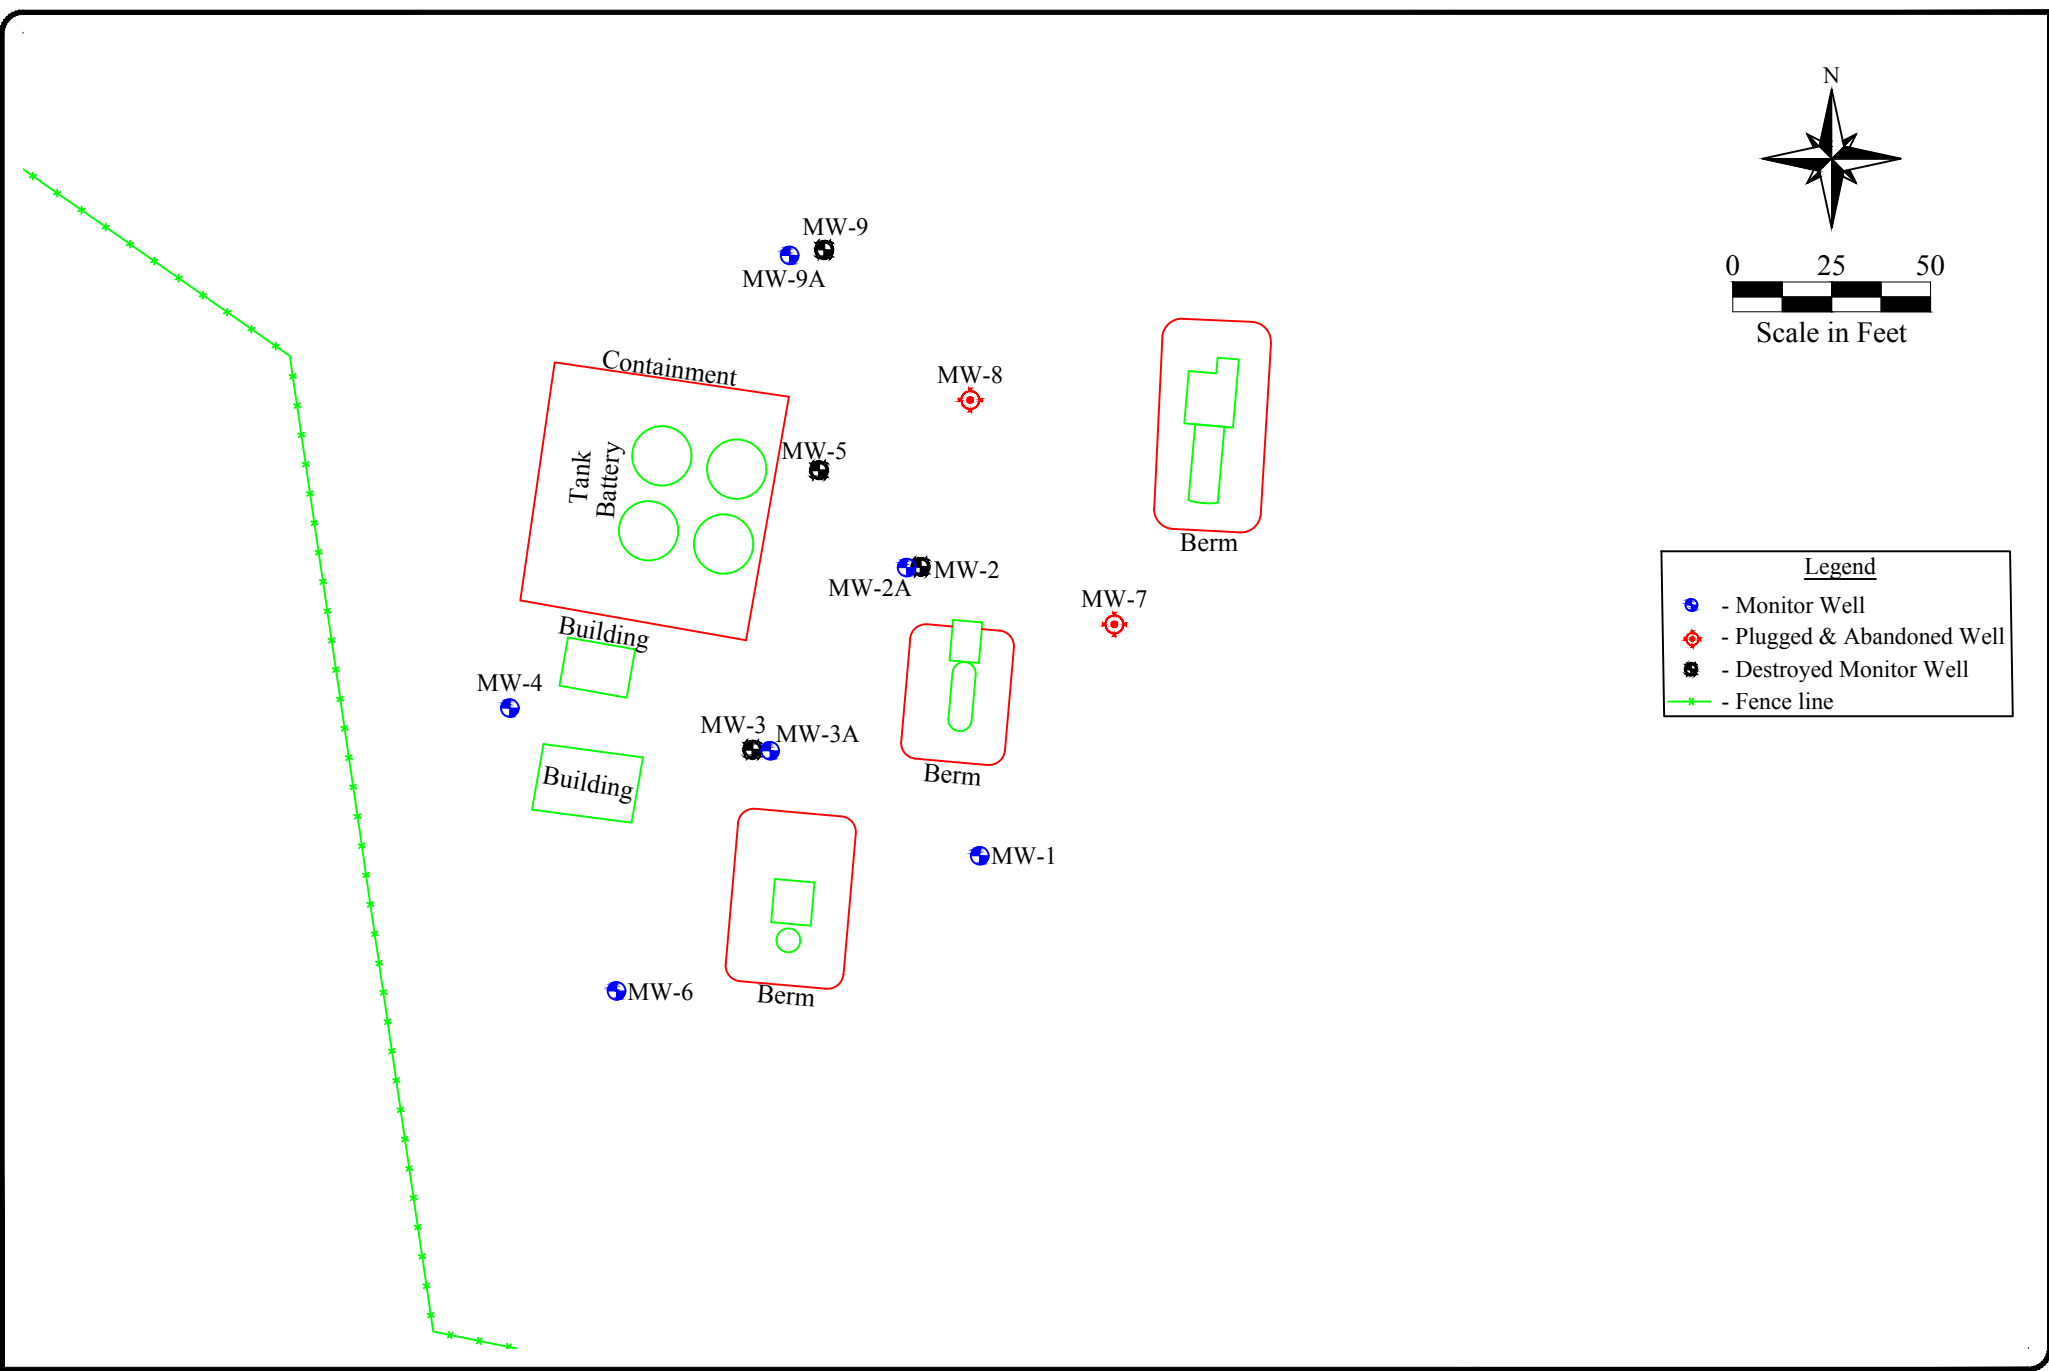 N
0 25 50
Scale in Feet
MW-9
MW-9A
Containment
MW-8
MW-5
Tank
Battery
Berm
MW-2
MW-2A
MW-7
Building
MW-4
MW-3
MW-3A
Berm
Building
MW-1
MW-6
Berm
Legend
- Monitor Well
- Plugged & Abandoned Well
- Destroyed Monitor Well
- Fence line